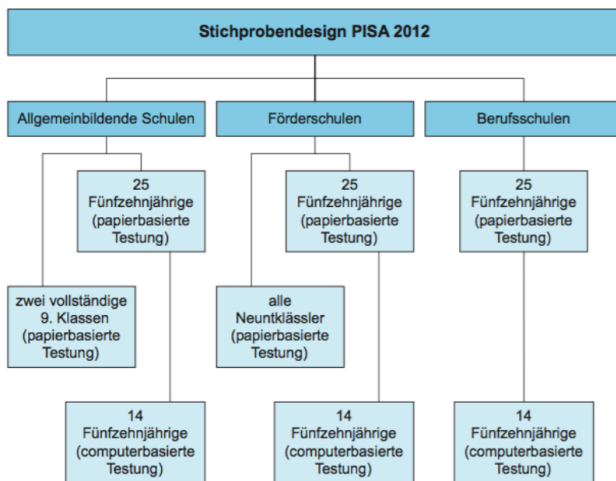 Stichprobendesign PISA 2012
Allgemeinbildende Schulen
Förderschulen
Berufsschulen
25
Fünfzehnjährige
(papierbasierte
Testung)
25
Fünfzehnjährige
(papierbasierte
Testung)
25
Fünfzehnjährige
(papierbasierte
Testung)
zwei vollständige
9. Klassen
(papierbasierte
Testung)
alle
Neuntklässler
(papierbasierte
Testung)
14
Fünfzehnjährige
(computerbasierte
Testung)
14
Fünfzehnjährige
(computerbasierte
Testung)
14
Fünfzehnjährige
(computerbasierte
Testung)